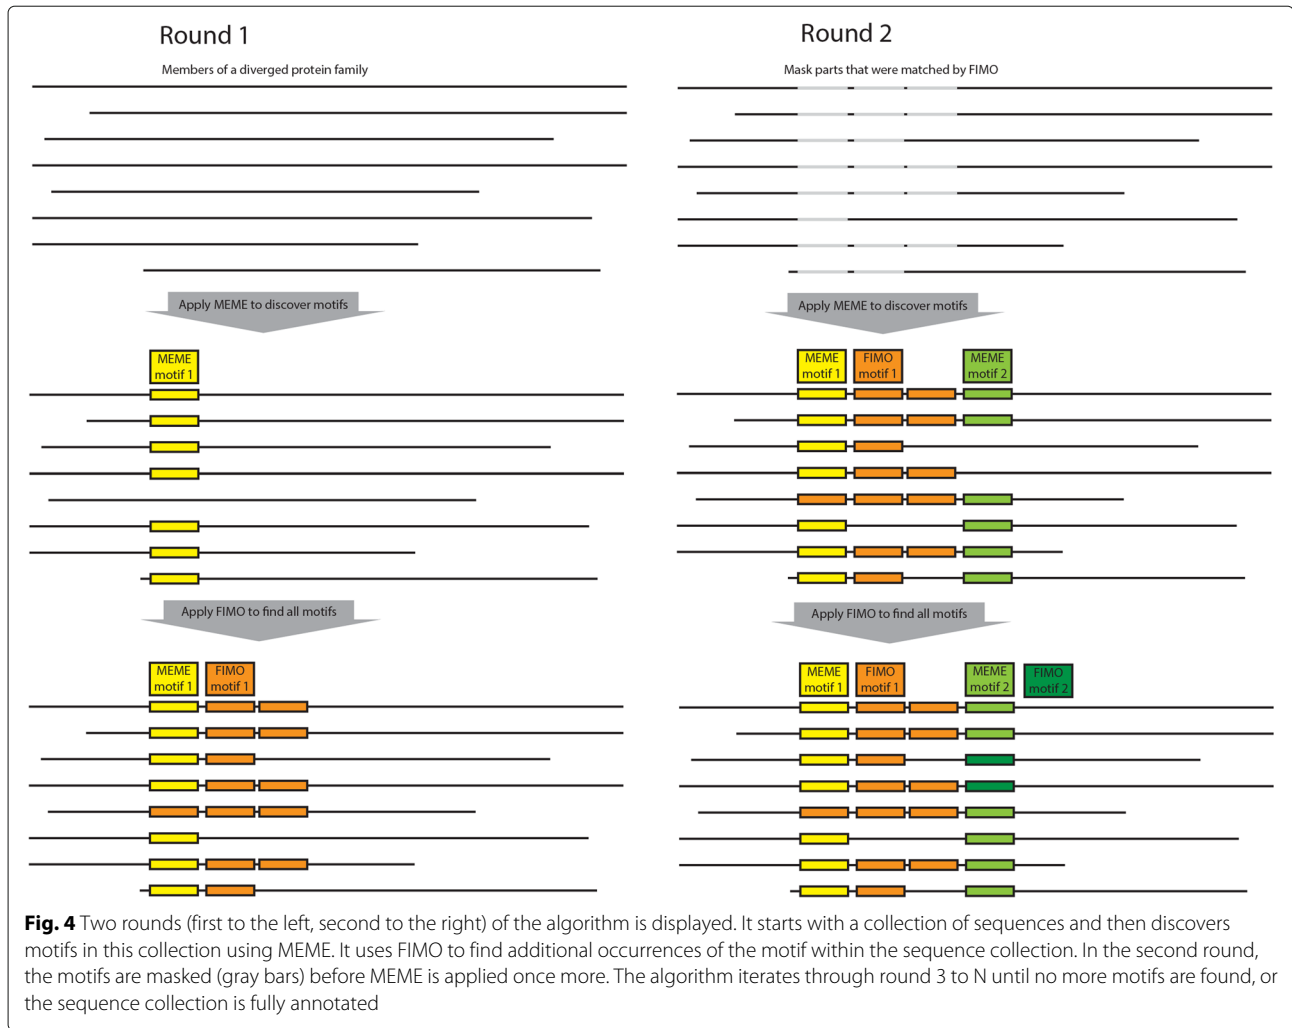 Round 1
Members of a diverged protein family
Apply MEME to discover motifs
MEME
motif 1
Apply FIMO to find all motifs
MEME
motif 1
FIMO
motif 1
Round 2
Mask parts that were matched by FIMO
Apply MEME to discover motifs
MEME
motif 1
FIMO
motif 1
MEME
motif 2
Apply FIMO to find all motifs
MEME
motif 1
FIMO
motif 1
MEME
motif 2
FIMO
motif 2
Fig. 4 Two rounds (first to the left, second to the right) of the algorithm is displayed. It starts with a collection of sequences and then discovers
motifs in this collection using MEME. It uses FIMO to find additional occurrences of the motif within the sequence collection. In the second round,
the motifs are masked (gray bars) before MEME is applied once more. The algorithm iterates through round 3 to N until no more motifs are found, or
the sequence collection is fully annotated